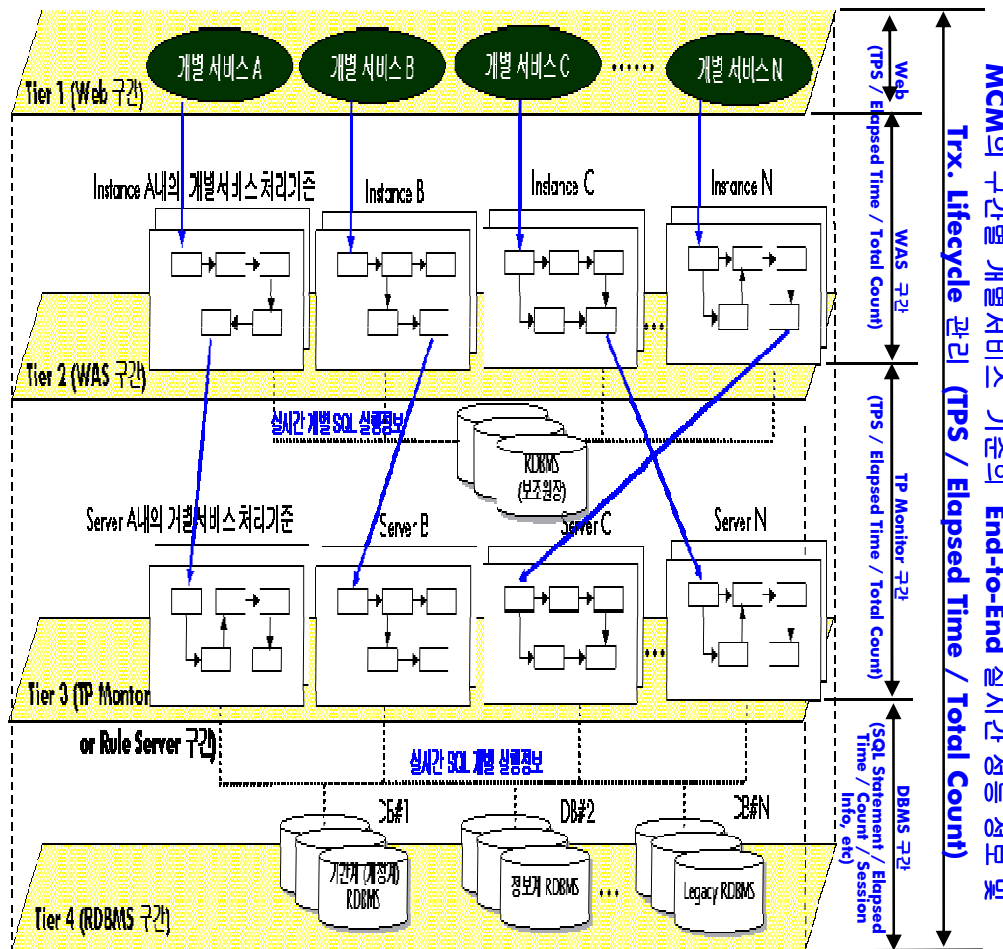 개별 서비스 A
개별 서비스 B
개별 서비스 C
......
개별 서비스 N
Tier 1 (Web 구간)
Instance A내의 개별서비스 처리기준
Instance B
Instance C
Instance N
...
Tier 2 (WAS 구간)
실시간 개별 SQL 실행정보
RDBMS
(보조원장)
Server A내의 개별서비스 처리기준
Server B
Server C
Server N
...
Tier 3 (TP Montor
or Rule Server 구간)
실시간 SQL 개별 실행정보
DB#1
DB#2
DB#N
기간계 (계정계)
RDBMS
정보계 RDBMS
...
Legacy RDBMS
Tier 4 (RDBMS 구간)
Web
(TPS / Elapsed Time / Total Count)
WAS 구간
TP Monitor 구간
(TPS / Elapsed Time / Total Count)
DBMS 구간
(SQL Statement / Elapsed
Time / Count / Session
Info, etc)
MCM의 구간별 개별서비스 기준의 End-to-End 실시간 성능 정보 및
Trx. Lifecycle 관리 (TPS / Elapsed Time / Total Count)